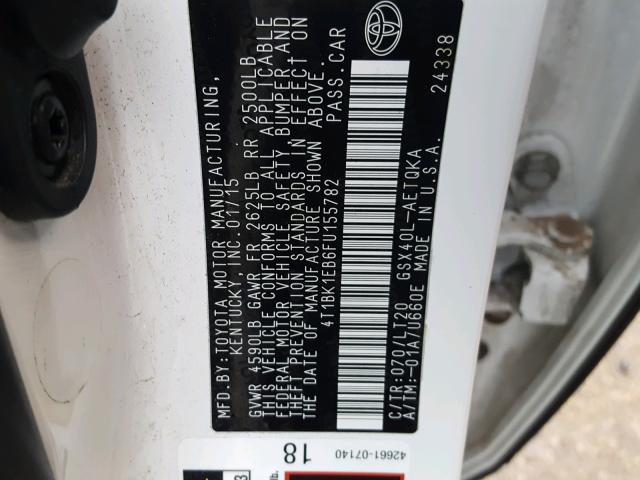 MFD.BY:TOYOTA MOTOR MANUFACTURING,
KENTUCKY, INC. 01/15
GVWR 4590LB GAWR FR 2625LB RR 2500LB
THIS VEHICLE CONFORMS TO ALL APPLICABLE
FEDERAL MOTOR VEHICLE SAFETY, BUMPER, AND
THEFT PREVENTION STANDARDS IN EFFECT ON
THE DATE OF MANUFACTURE SHOWN ABOVE.
4T1BK1EB6FU155782 PASS.CAR
C/TR:070/LT20 GSX40L-AETQKA
A/TM:-01A/U660E MADE IN U.S.A.
24338
42661-07140
18
lb.
3